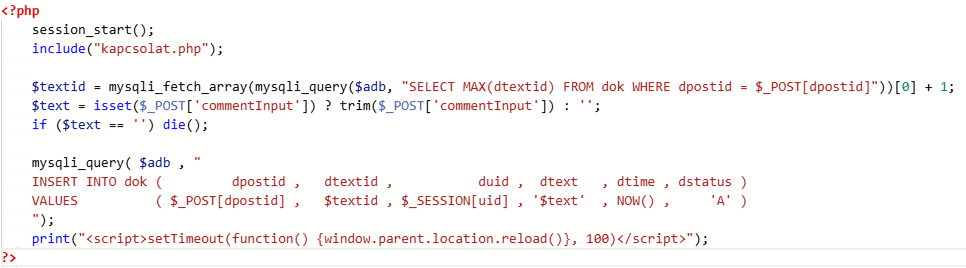 <?php
    session_start();
    include("kapcsolat.php");

    $textid = mysqli_fetch_array(mysqli_query($adb, "SELECT MAX(dtextid) FROM dok WHERE dpostid = $_POST[dpostid]"))[0] + 1;
    $text = isset($_POST['commentInput']) ? trim($_POST['commentInput']) : '';
    if ($text == '') die();

    mysqli_query( $adb , "
    INSERT INTO dok (         dpostid ,   dtextid ,           duid ,  dtext   , dtime , dstatus )
    VALUES          ( $_POST[dpostid] ,   $textid , $_SESSION[uid] , '$text'  , NOW() ,     'A' )
    ");
    print("<script>setTimeout(function() {window.parent.location.reload()}, 100)</script>");
?>